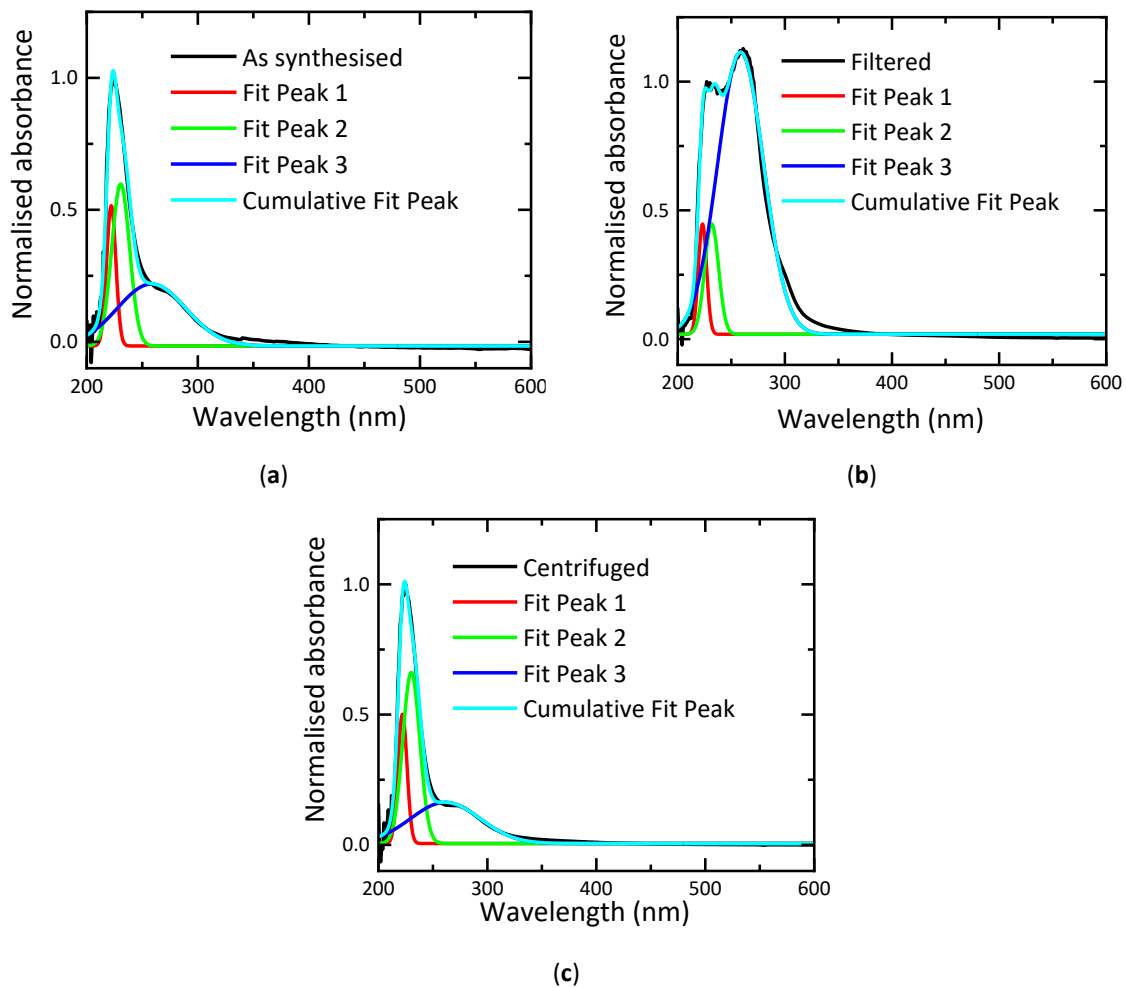 Normalised absorbance
1.0
0.5
0.0
As synthesised
Fit Peak 1
Fit Peak 2
Fit Peak 3
Cumulative Fit Peak
200
300
400
500
600
Wavelength (nm)
(a)
Normalised absorbance
1.0
0.5
0.0
Filtered
Fit Peak 1
Fit Peak 2
Fit Peak 3
Cumulative Fit Peak
200
300
400
500
600
Wavelength (nm)
(b)
Normalised absorbance
1.0
0.5
0.0
Centrifuged
Fit Peak 1
Fit Peak 2
Fit Peak 3
Cumulative Fit Peak
200
300
400
500
600
Wavelength (nm)
(c)